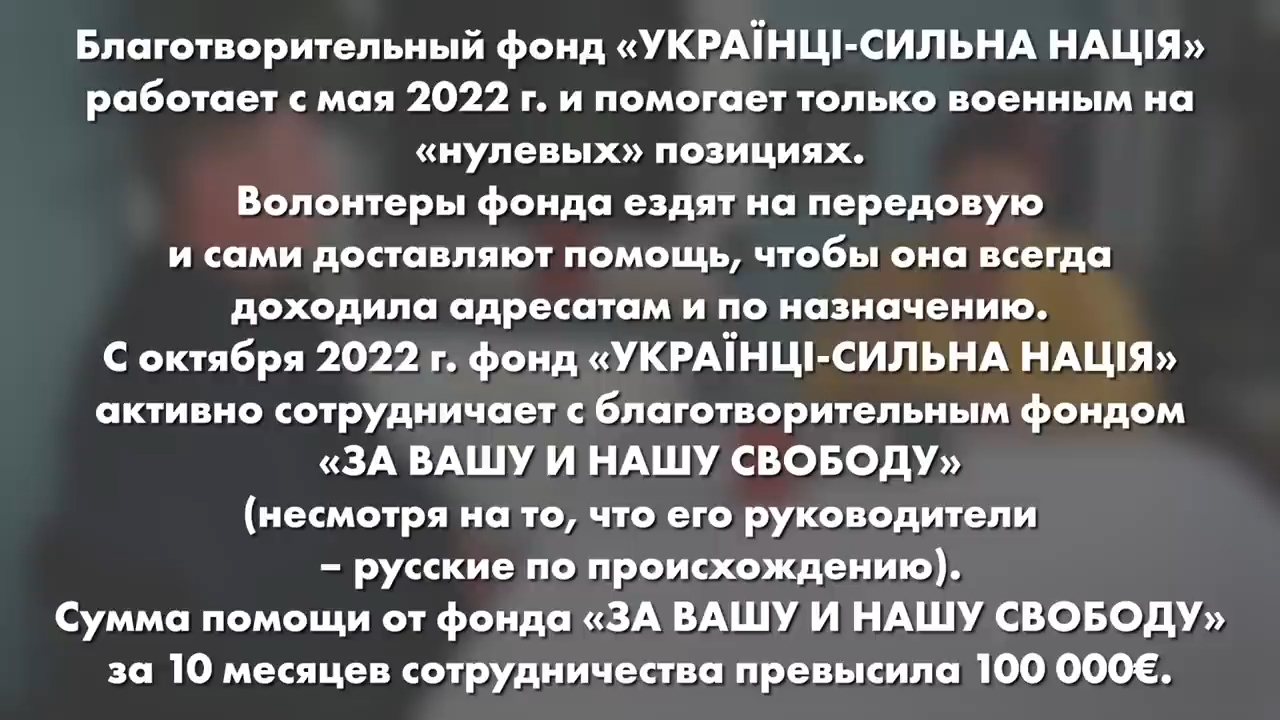 Благотворительный фонд «УКРАЇНЦІ-СИЛЬНА НАЦІЯ»
работает с мая 2022 г. и помогает только военным на
«нулевых» позициях.
Волонтеры фонда ездят на передовую
и сами доставляют помощь, чтобы она всегда
доходила адресатам и по назначению.
С октября 2022 г. фонд «УКРАЇНЦІ-СИЛЬНА НАЦІЯ»
активно сотрудничает с благотворительным фондом
«ЗА ВАШУ И НАШУ СВОБОДУ»
(несмотря на то, что его руководители
– русские по происхождению).
Сумма помощи от фонда «ЗА ВАШУ И НАШУ СВОБОДУ»
за 10 месяцев сотрудничества превысила 100 000€.